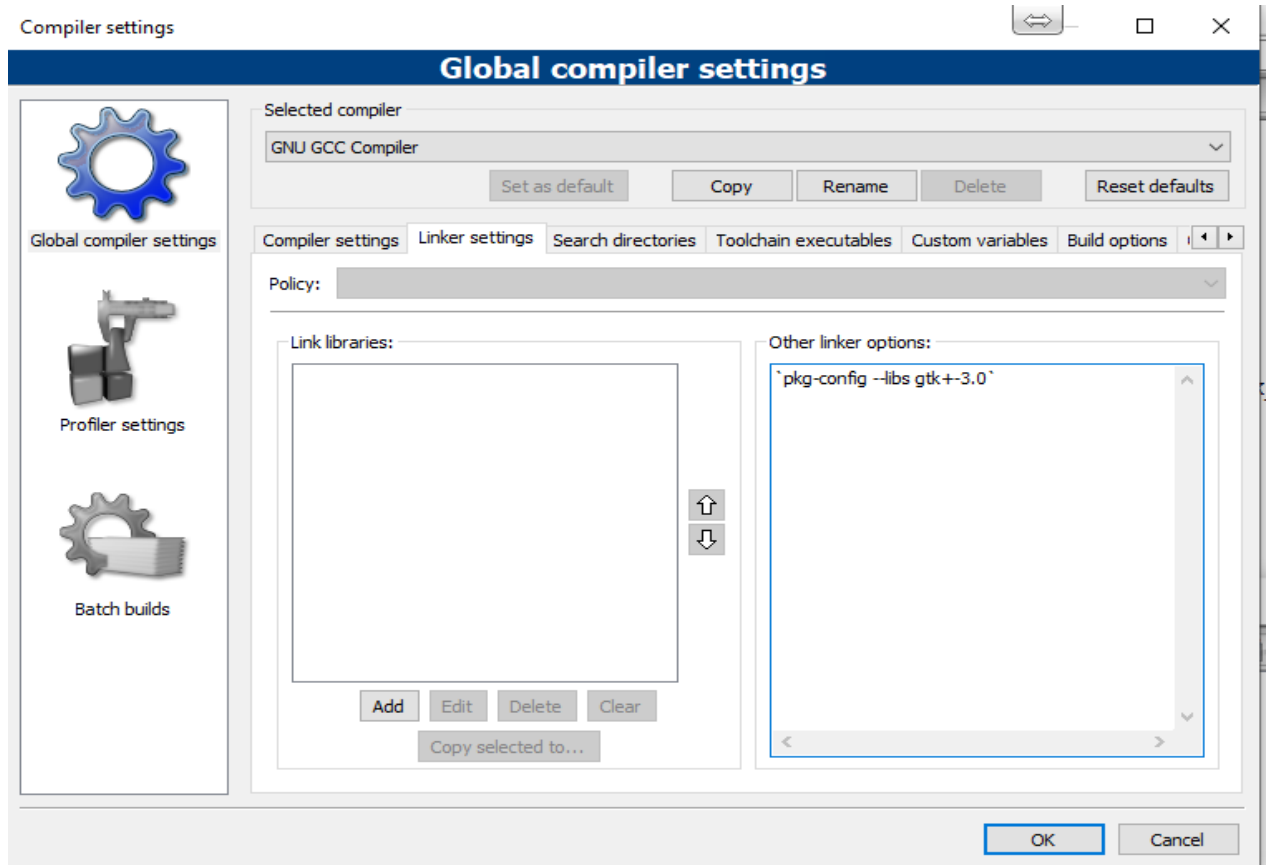 Compiler settings
Global compiler settings
Selected compiler
GNU GCC Compiler
Set as default
Copy
Rename
Delete
Reset defaults
Global compiler settings
Profiler settings
Batch builds
Compiler settings
Linker settings
Search directories
Toolchain executables
Custom variables
Build options
Policy:
Link libraries:
Add
Edit
Delete
Clear
Copy selected to...
Other linker options:
`pkg-config --libs gtk+-3.0`
OK
Cancel